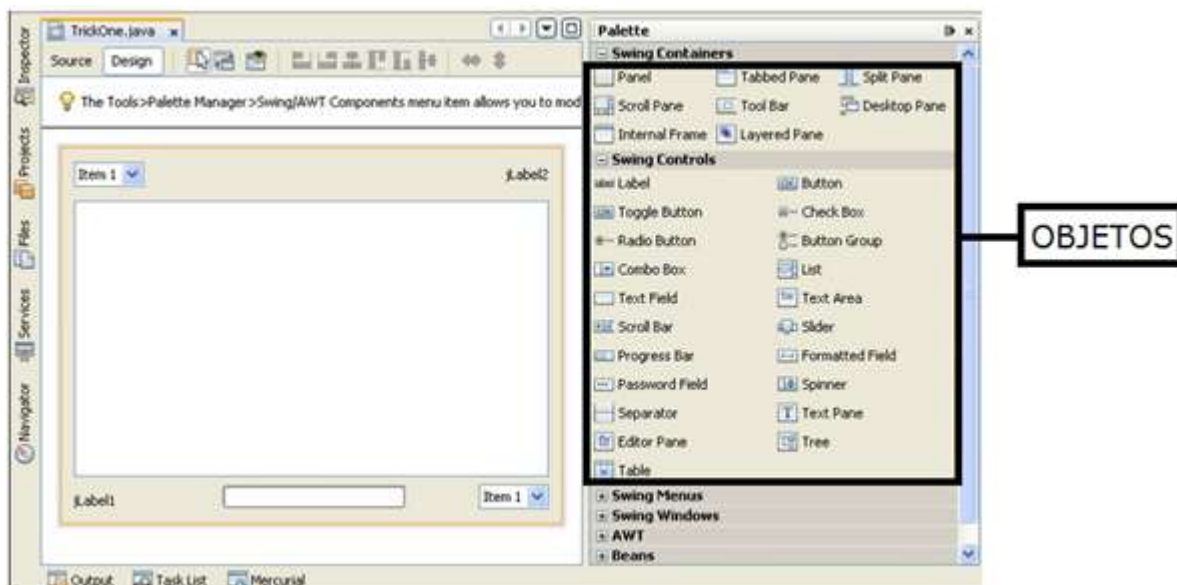 Inspector
Projects
Files
Services
Navigator
TrickOne.java
Source Design
The Tools>Palette Manager>Swing/AWT Components menu item allows you to mod
Item 1
jLabel2
jLabel1
Item 1
Output Task List Mercurial
Palette
Swing Containers
Panel Tabbed Pane Split Pane
Scroll Pane Tool Bar Desktop Pane
Internal Frame Layered Pane
Swing Controls
Label Button
Toggle Button Check Box
Radio Button Button Group
Combo Box List
Text Field Text Area
Scroll Bar Slider
Progress Bar Formatted Field
Password Field Spinner
Separator Text Pane
Editor Pane Tree
Table
Swing Menus
Swing Windows
AWT
Beans
OBJETOS